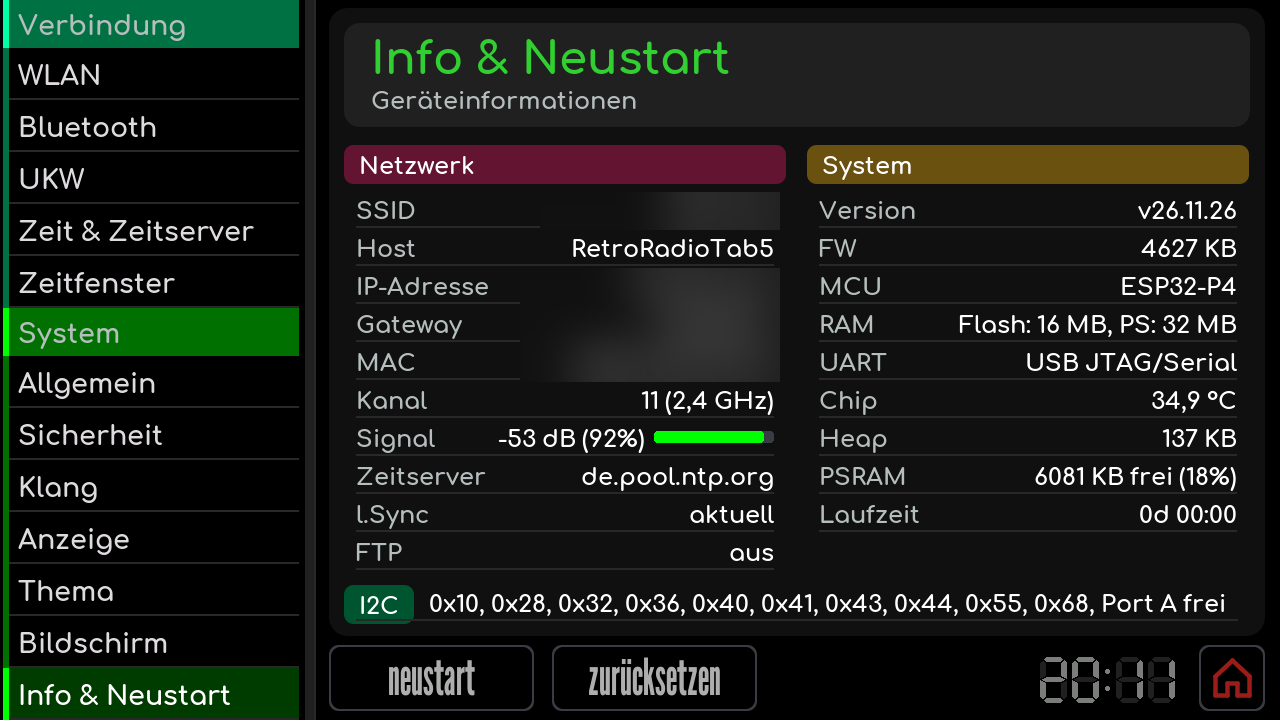 Verbindung
WLAN
Bluetooth
UKW
Zeit & Zeitserver
Zeitfenster
System
Allgemein
Sicherheit
Klang
Anzeige
Thema
Bildschirm
Info & Neustart
Info & Neustart
Geräteinformationen
Netzwerk
SSID
Host RetroRadioTab5
IP-Adresse
Gateway
MAC
Kanal 11 (2,4 GHz)
Signal -53 dB (92%)
Zeitserver de.pool.ntp.org
l.Sync aktuell
FTP aus
System
Version v26.11.26
FW 4627 KB
MCU ESP32-P4
RAM Flash: 16 MB, PS: 32 MB
UART USB JTAG/Serial
Chip 34,9 °C
Heap 137 KB
PSRAM 6081 KB frei (18%)
Laufzeit 0d 00:00
I2C 0x10, 0x28, 0x32, 0x36, 0x40, 0x41, 0x43, 0x44, 0x55, 0x68, Port A frei
neustart zurücksetzen 20:11